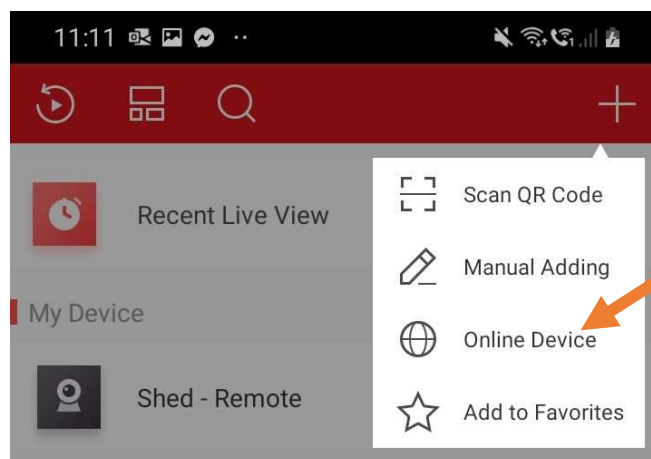 11:11
Scan QR Code
Recent Live View
Manual Adding
My Device
Online Device
Shed - Remote
Add to Favorites